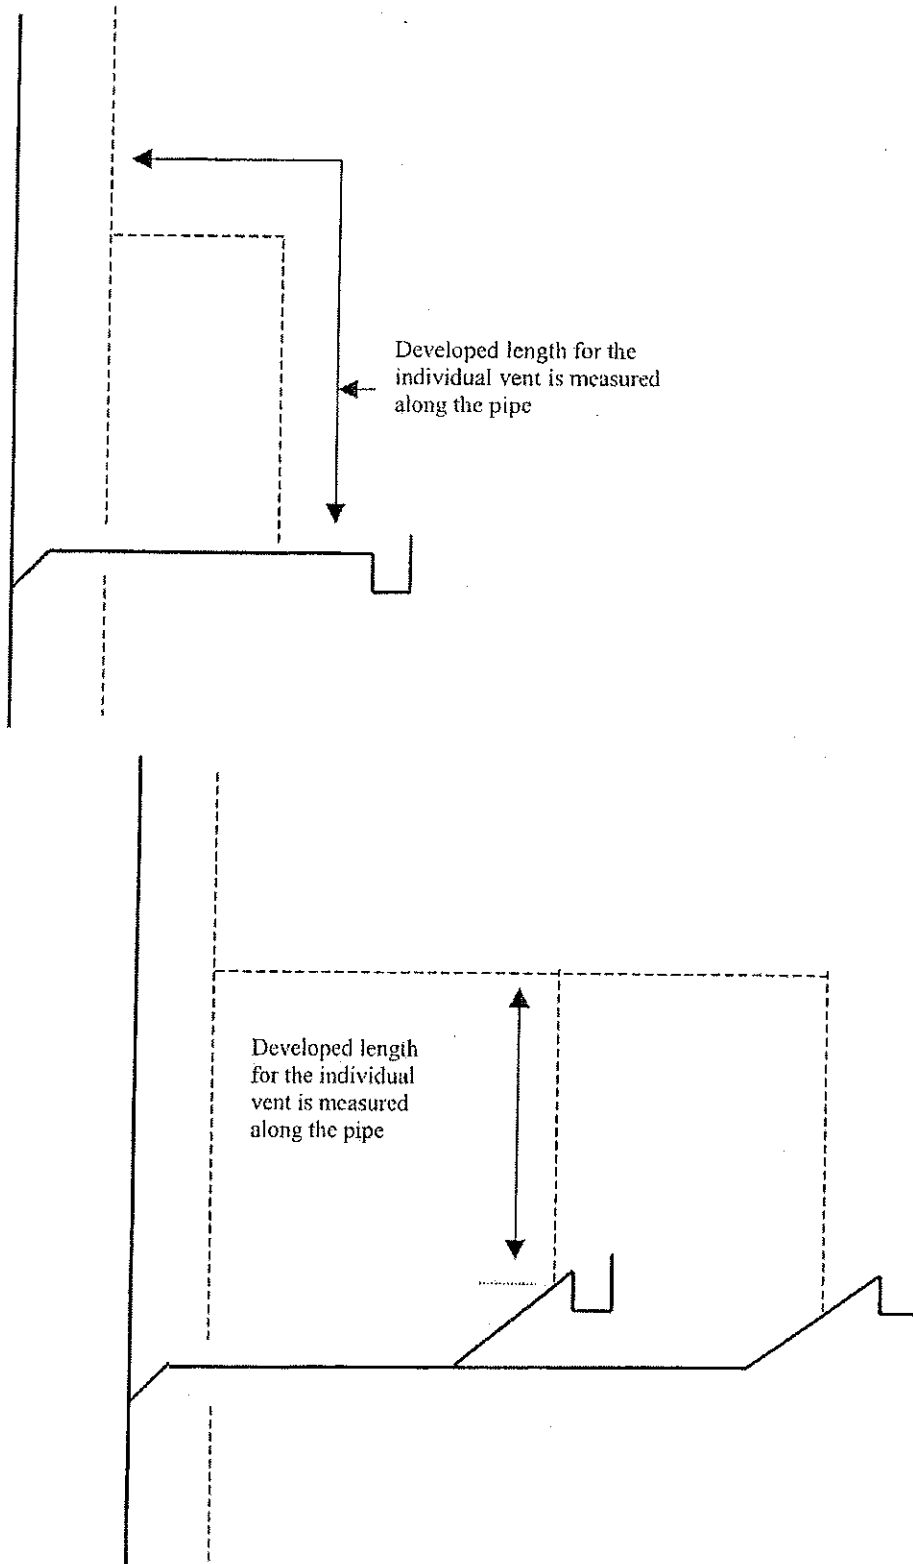 Developed length for the
individual vent is measured
along the pipe
Developed length
for the individual
vent is measured
along the pipe